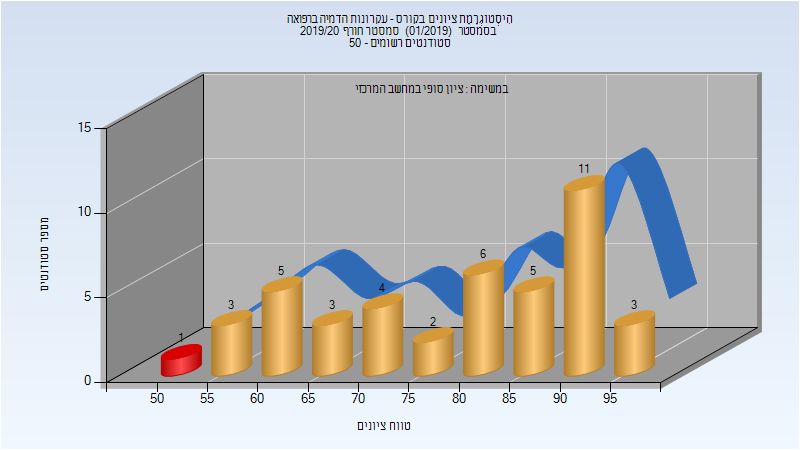 היסטוגרמת ציונים בקורס - עקרונות הדמיה ברפואה
בסמסטר (01/2019) סמסטר חורף 2019/20
סטודנטים רשומים - 50
במשימה : ציון סופי במחשב המרכזי
מספר סטודנטים
15
10
5
0
1
3
5
3
4
2
6
5
11
3
50 55 60 65 70 75 80 85 90 95
טווח ציונים